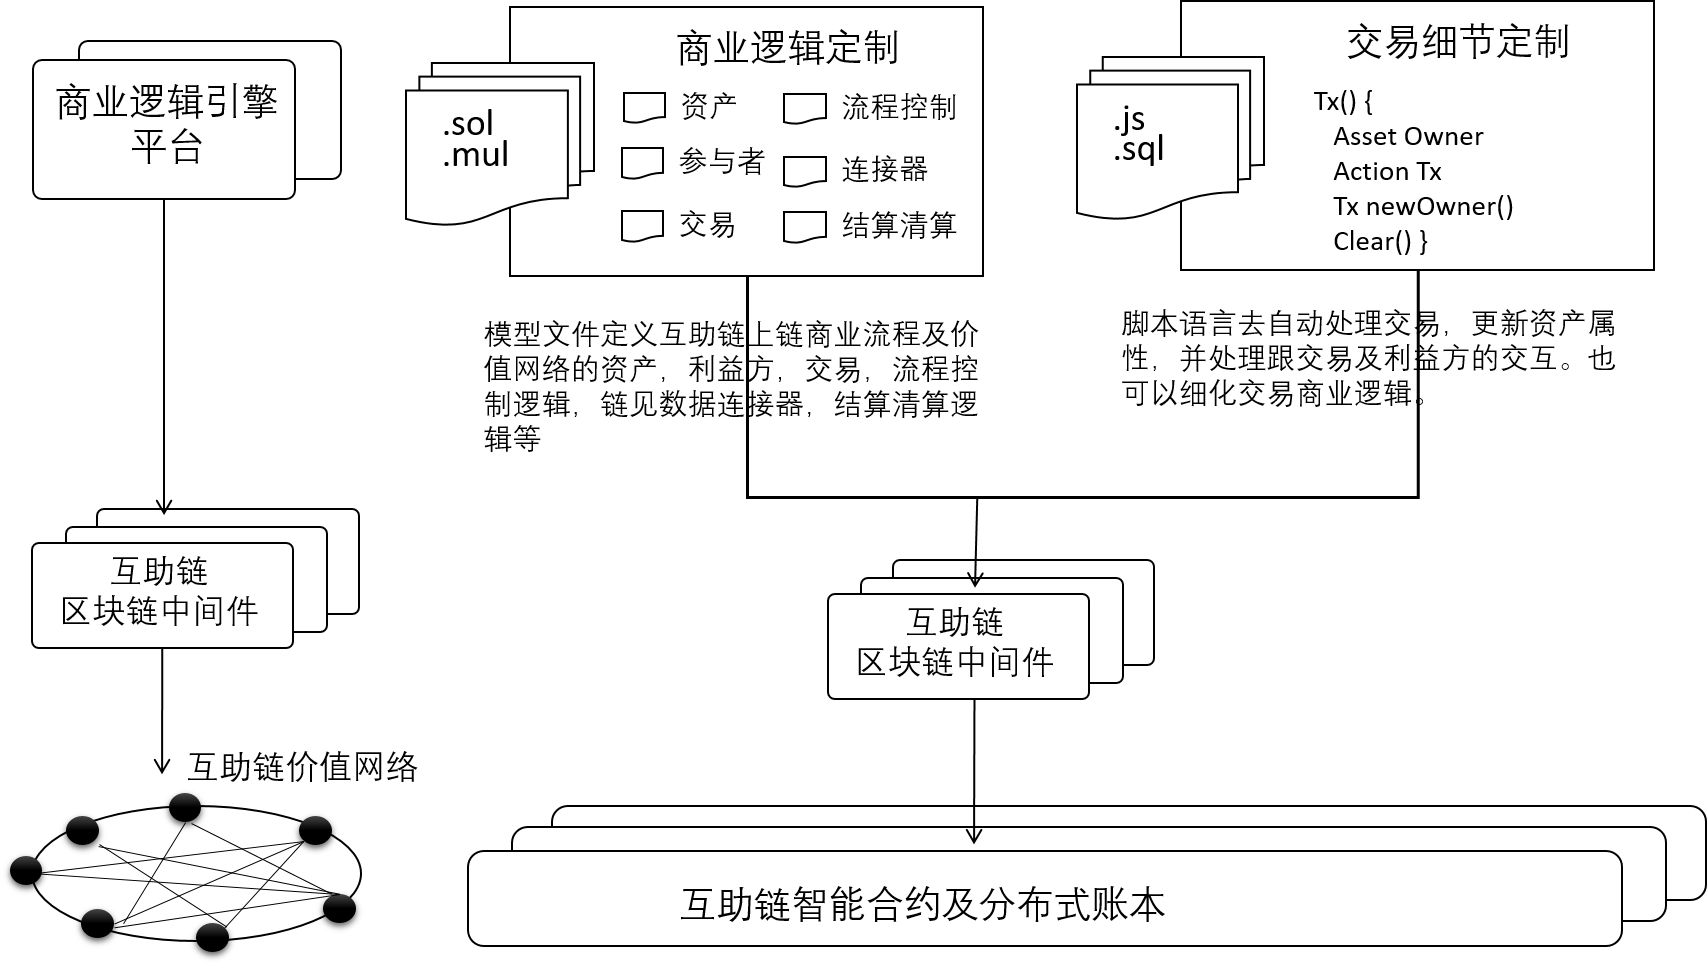 商业逻辑引擎
平台
商业逻辑定制
.sol
.mul
资产
流程控制
参与者
连接器
交易
结算清算
交易细节定制
.js
.sql
Tx() {
Asset Owner
Action Tx
Tx newOwner()
Clear() }
模型文件定义互助链上链商业流程及价
值网络的资产，利益方，交易，流程控
制逻辑，链见数据连接器，结算清算逻
辑等
脚本语言去自动处理交易，更新资产属
性，并处理跟交易及利益方的交互。也
可以细化交易商业逻辑。
互助链
区块链中间件
互助链
区块链中间件
互助链价值网络
互助链智能合约及分布式账本